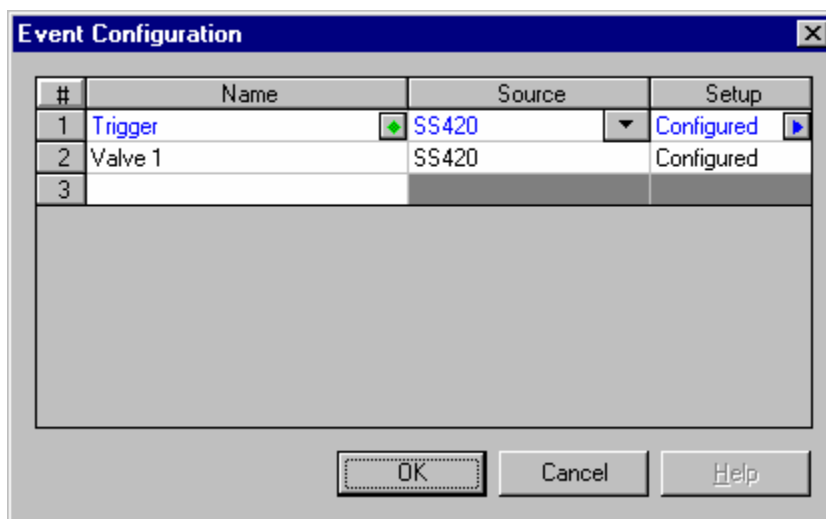 Event Configuration
# Name Source Setup
1 Trigger SS420 Configured
2 Valve 1 SS420 Configured
3
OK Cancel Help